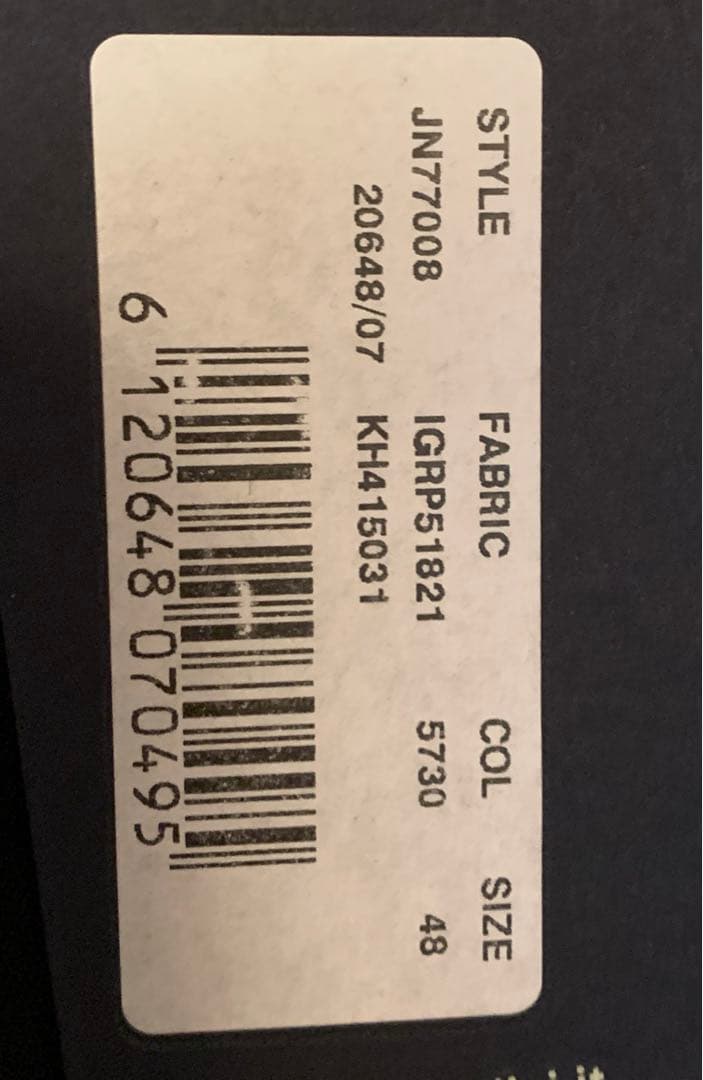 STYLE FABRIC COL SIZE
JN77008 IGRP51821 5730 48
20648/07 KH415031
6 120648 070495